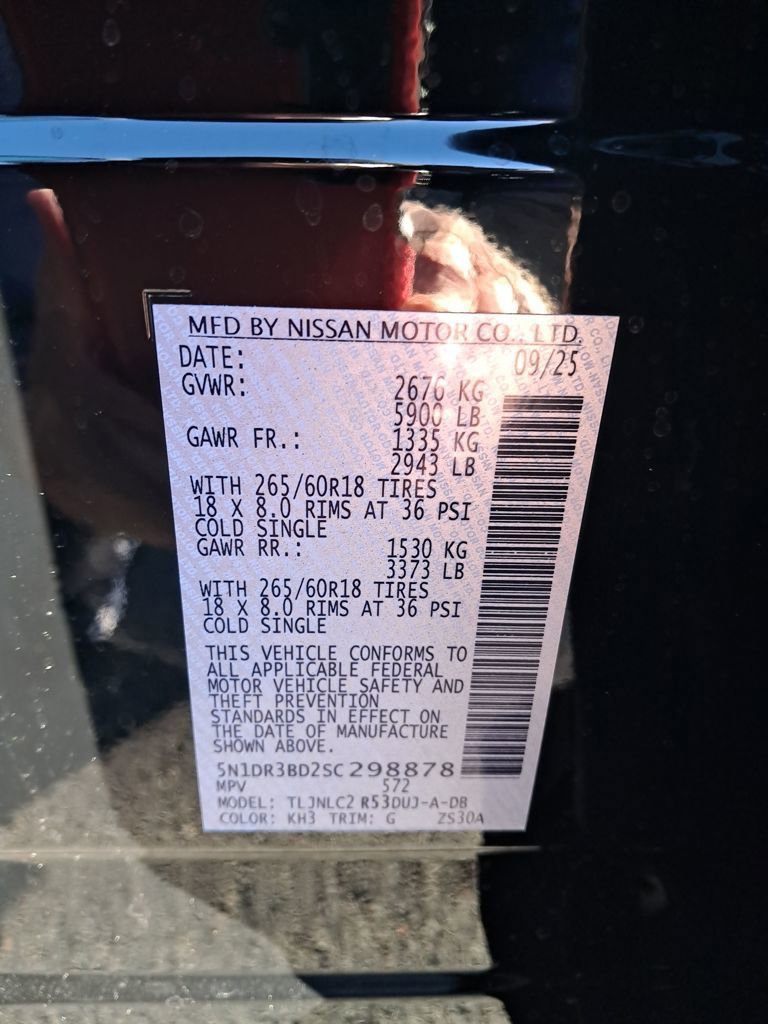 MFD BY NISSAN MOTOR CO., LTD.
DATE: 09/25
GVWR: 2676 KG
5900 LB
GAWR FR.: 1335 KG
2943 LB
WITH 265/60R18 TIRES
18 X 8.0 RIMS AT 36 PSI
COLD SINGLE
GAWR RR.: 1530 KG
3373 LB
WITH 265/60R18 TIRES
18 X 8.0 RIMS AT 36 PSI
COLD SINGLE
THIS VEHICLE CONFORMS TO
ALL APPLICABLE FEDERAL
MOTOR VEHICLE SAFETY AND
THEFT PREVENTION
STANDARDS IN EFFECT ON
THE DATE OF MANUFACTURE
SHOWN ABOVE.
5N1DR3BD2SC298878
MPV 572
MODEL: TLJNLC2 R53DUJ-A-DB
COLOR: KH3 TRIM: G ZS30A